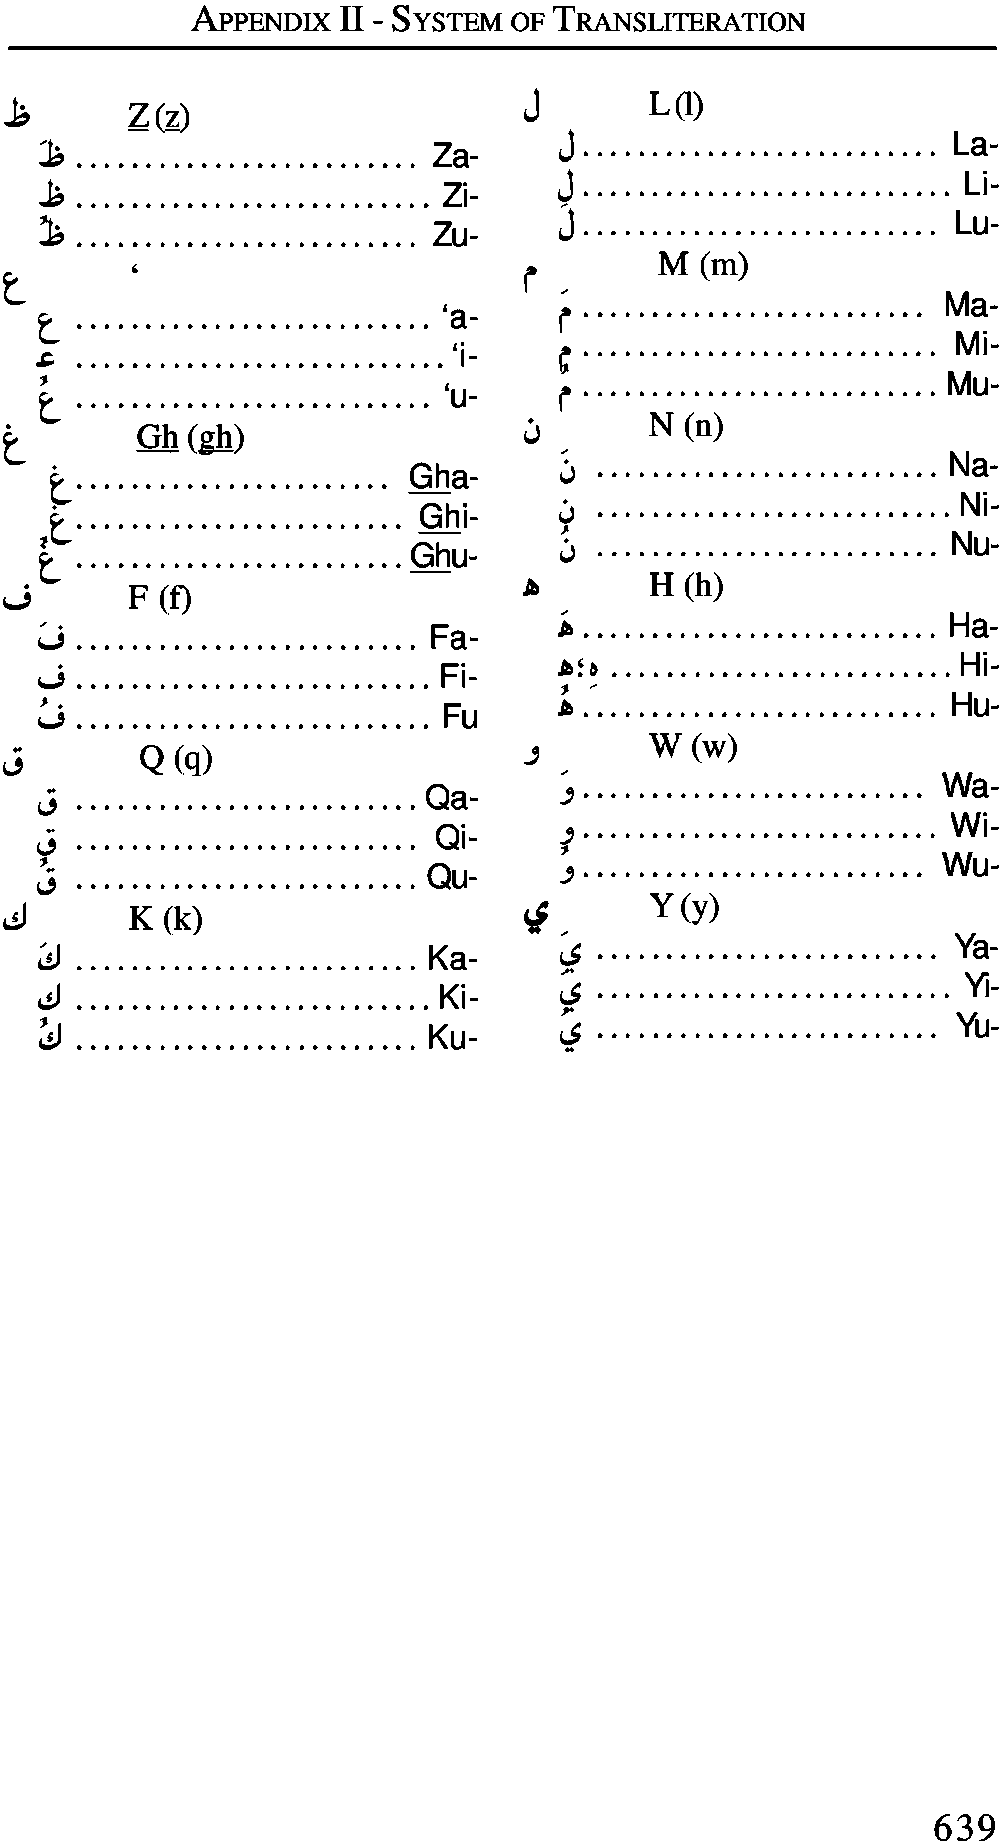 APPENDIX II - SYSTEM OF TRANSLITERATION
ظ Z (z)
ظَ ......................... Za-
ظِ .......................... Zi-
ظُ ......................... Zu-
ع ‘
ع .......................... ‘a-
عِ ........................... ‘i-
عُ .......................... ‘u-
غ Gh (gh)
غَ ....................... Gha-
غِ ........................ Ghi-
غُ ........................ Ghu-
ف F (f)
فَ ......................... Fa-
فِ .......................... Fi-
فُ .......................... Fu
ق Q (q)
ق ......................... Qa-
قِ ......................... Qi-
قُ ......................... Qu-
ك K (k)
كَ ......................... Ka-
كِ .......................... Ki-
كُ ......................... Ku-
ل L (l)
لَ .......................... La-
لِ ........................... Li-
لُ .......................... Lu-
م M (m)
مَ ......................... Ma-
مِ .......................... Mi-
مُ .......................... Mu-
ن N (n)
نَ ......................... Na-
نِ .......................... Ni-
نُ ......................... Nu-
ه H (h)
هَ .......................... Ha-
هِ؛ه ......................... Hi-
هُ .......................... Hu-
و W (w)
وَ ......................... Wa-
وِ .......................... Wi-
وُ ......................... Wu-
ي Y (y)
يَ ......................... Ya-
يِ .......................... Yi-
يُ ......................... Yu-
639